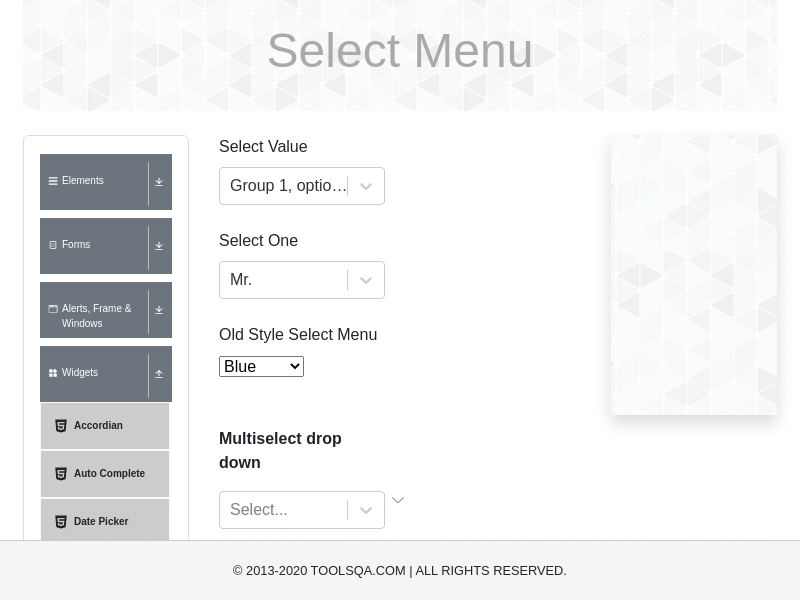 Select Menu
Elements
Forms
Alerts, Frame &
Windows
Widgets
Accordian
Auto Complete
Date Picker
Select Value
Group 1, optio...
Select One
Mr.
Old Style Select Menu
Blue
Multiselect drop
down
Select...
© 2013-2020 TOOLSQA.COM | ALL RIGHTS RESERVED.